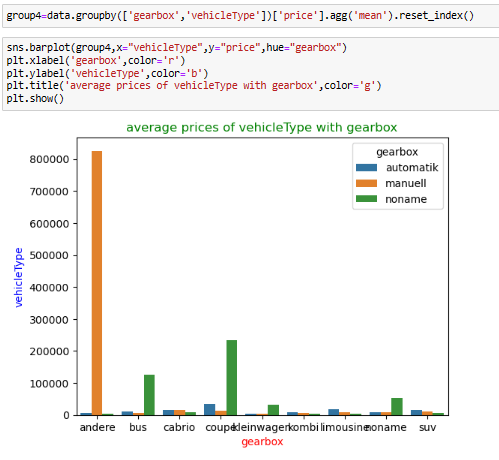 group4=data.groupby(['gearbox','vehicleType'])['price'].agg('mean').reset_index()
sns.barplot(group4,x="vehicleType",y="price",hue="gearbox")
plt.xlabel('gearbox',color='r')
plt.ylabel('vehicleType',color='b')
plt.title('average prices of vehicleType with gearbox',color='g')
plt.show()
average prices of vehicleType with gearbox
gearbox
automatik
manuell
noname
800000
700000
600000
500000
400000
300000
200000
100000
0
vehicleType
andere bus cabrio coupe kleinwagen kombi limousine noname suv
gearbox